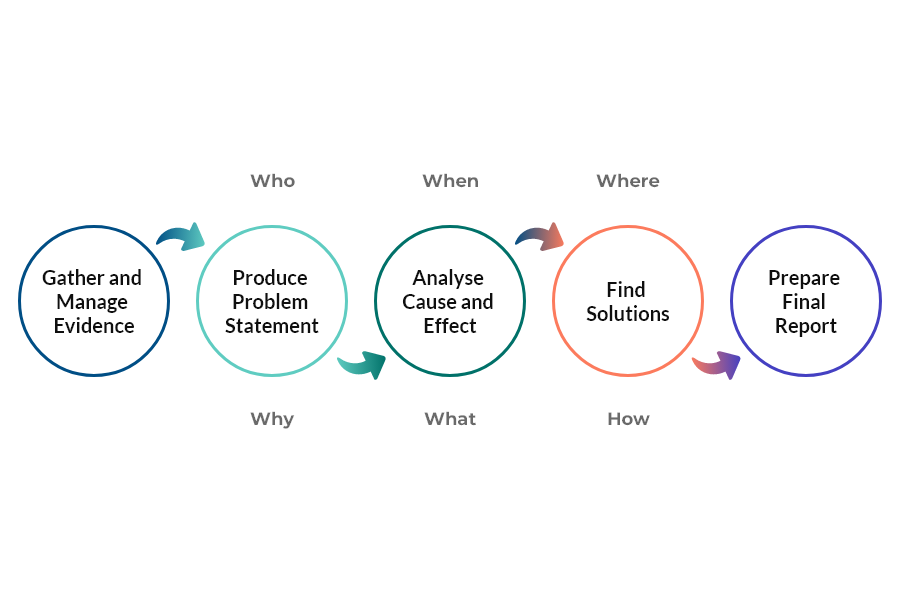 Who
When
Where
Gather and
Manage
Evidence
Produce
Problem
Statement
Analyse
Cause and
Effect
Find
Solutions
Prepare
Final
Report
Why
What
How